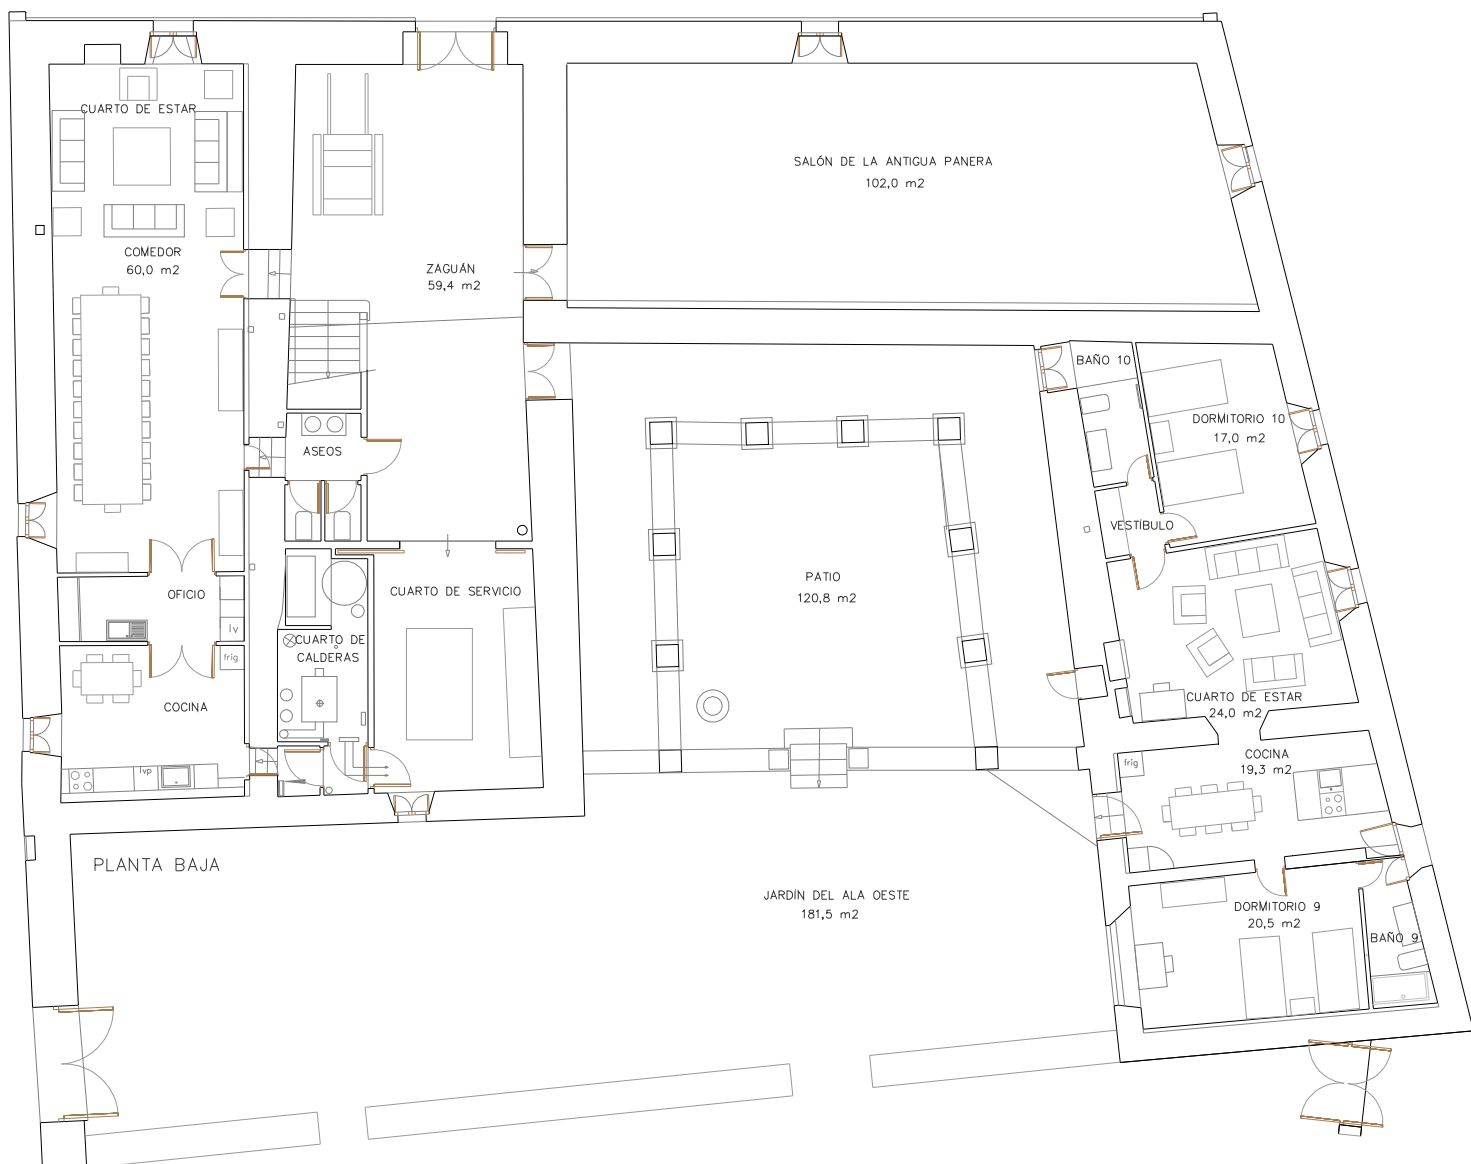 CUARTO DE ESTAR
COMEDOR
60,0 m2
ZAGUÁN
59,4 m2
SALÓN DE LA ANTIGUA PANERA
102,0 m2
BAÑO 10
DORMITORIO 10
17,0 m2
ASEOS
VESTÍBULO
OFICIO
lv
frig
COCINA
lvp
CUARTO DE
CALDERAS
CUARTO DE SERVICIO
PATIO
120,8 m2
CUARTO DE ESTAR
24,0 m2
COCINA
19,3 m2
frig
PLANTA BAJA
JARDÍN DEL ALA OESTE
181,5 m2
DORMITORIO 9
20,5 m2
BAÑO 9